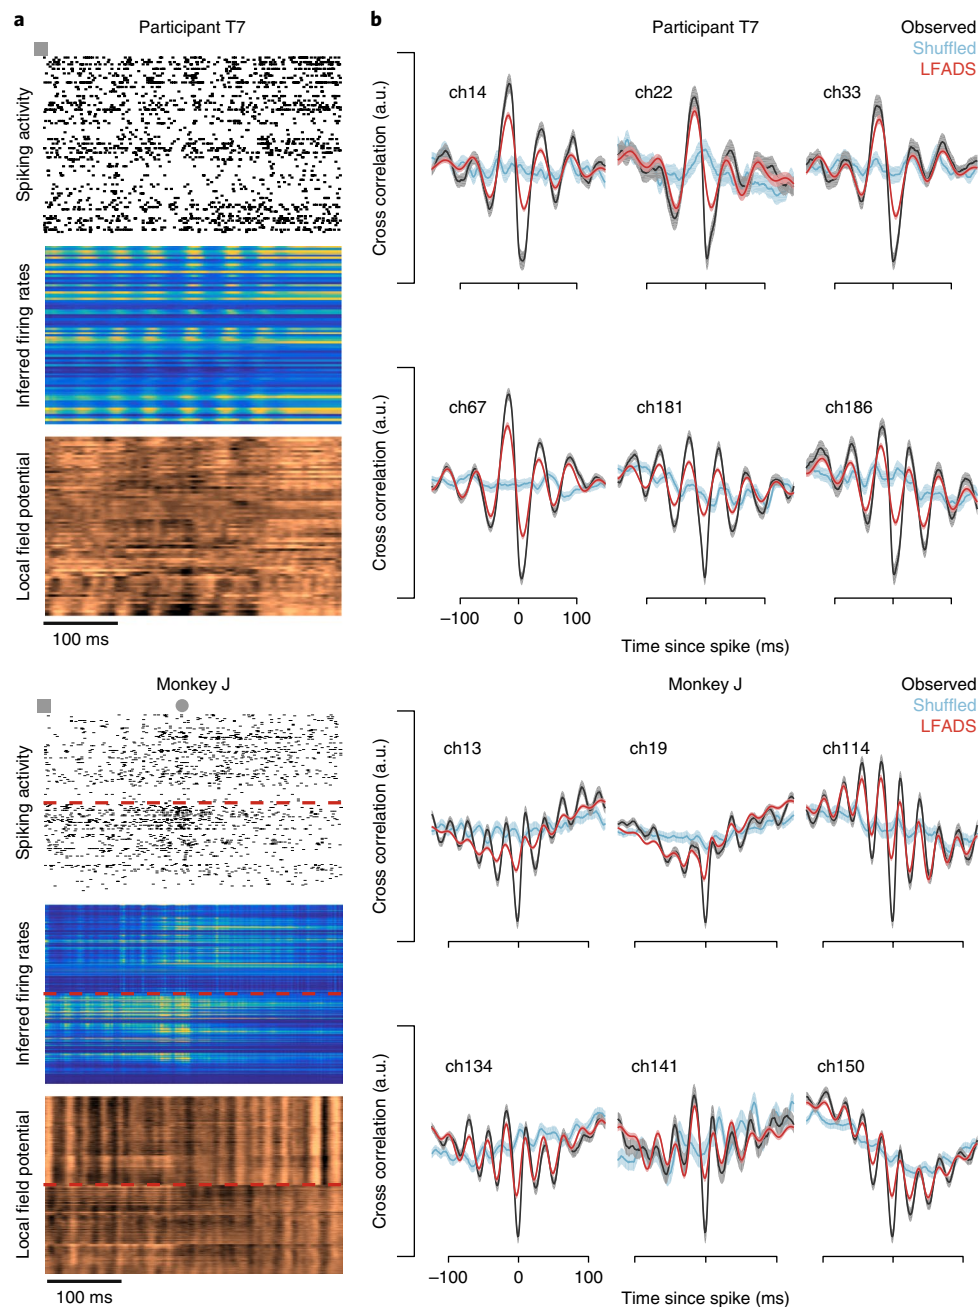 a
Participant T7
Spiking activity
Inferred firing rates
Local field potential
100 ms
Monkey J
Spiking activity
Inferred firing rates
Local field potential
100 ms
b
Participant T7
Observed
Shuffled
LFADS
Cross correlation (a.u.)
ch14
ch22
ch33
Cross correlation (a.u.)
ch67
ch181
ch186
−100 0 100
Time since spike (ms)
Monkey J
Observed
Shuffled
LFADS
Cross correlation (a.u.)
ch13
ch19
ch114
Cross correlation (a.u.)
ch134
ch141
ch150
−100 0 100
Time since spike (ms)